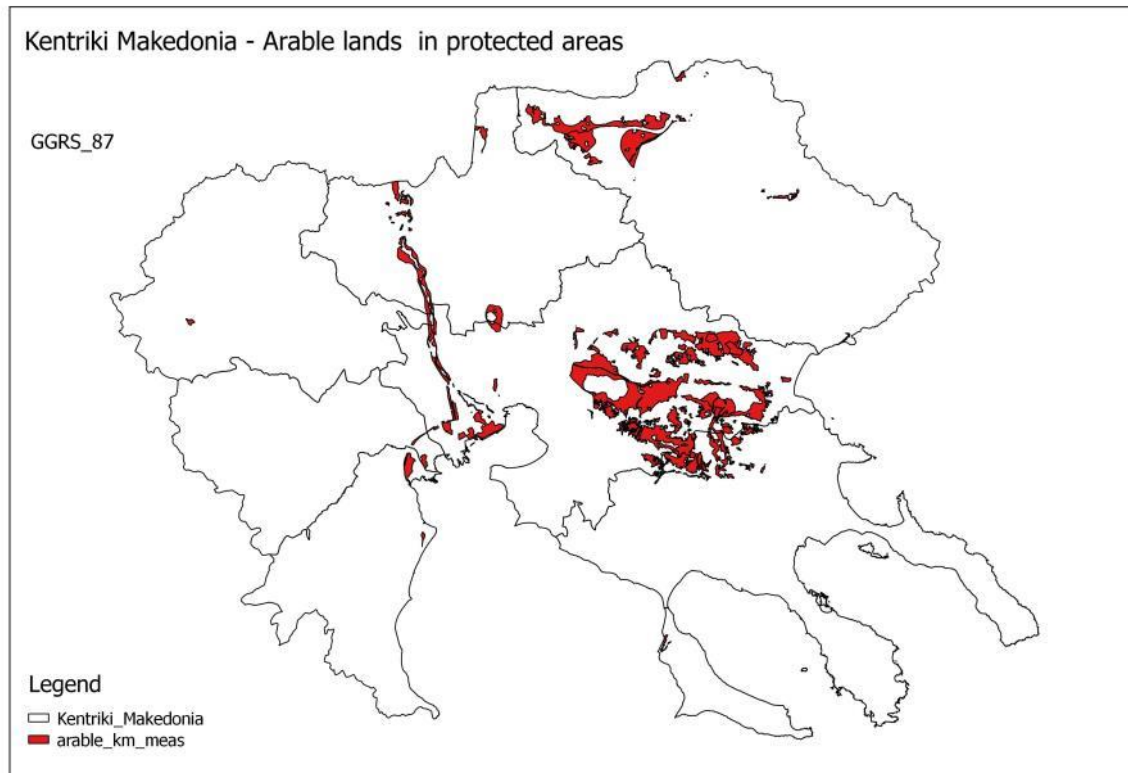 Kentriki Makedonia - Arable lands in protected areas
GGRS_87
Legend
Kentriki_Makedonia
arable_km_meas